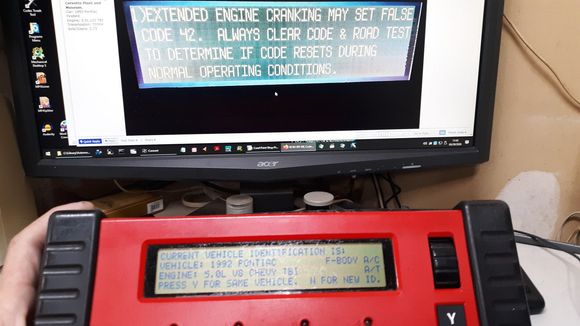 1)EXTENDED ENGINE CRANKING MAY SET FALSE
CODE 42. ALWAYS CLEAR CODE & ROAD TEST
TO DETERMINE IF CODE RESETS DURING
NORMAL OPERATING CONDITIONS.
acer
CURRENT VEHICLE IDENTIFICATION IS:
VEHICLE: 1992 PONTIAC F-BODY A/C
ENGINE: 5.0L V8 CHEVY TBI A/T
PRESS Y FOR SAME VEHICLE. N FOR NEW ID.
Y